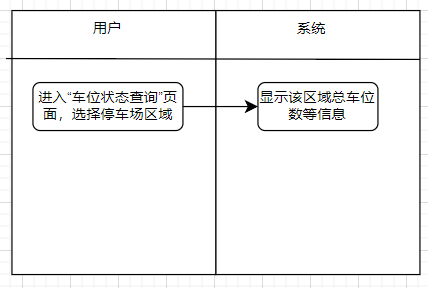 用户
系统
进入“车位状态查询”页
面，选择停车场区域
显示该区域总车位
数等信息